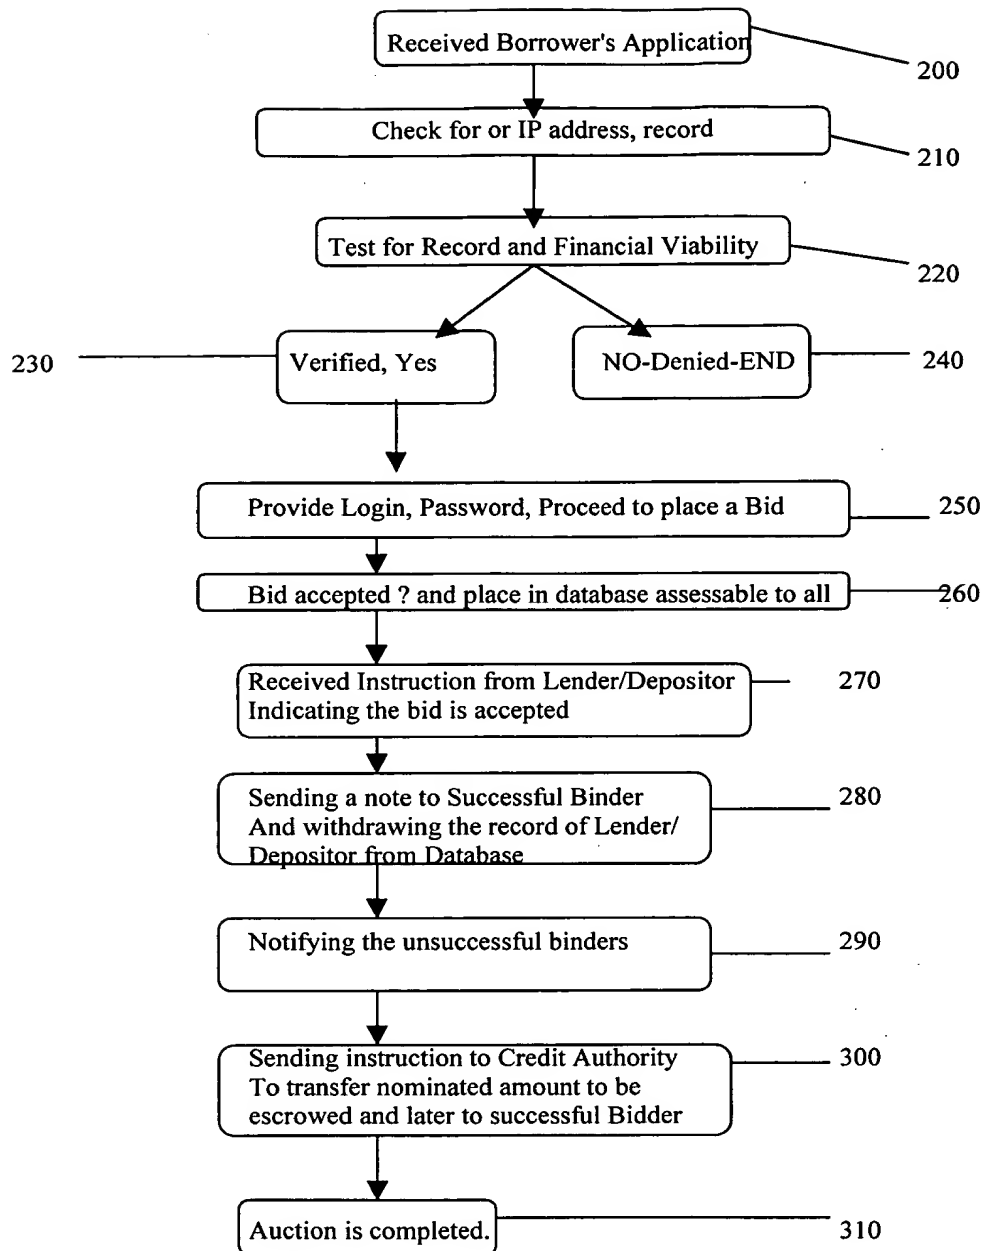 Received Borrower's Application
200
Check for or IP address, record
210
Test for Record and Financial Viability
220
230
Verified, Yes
NO-Denied-END
240
Provide Login, Password, Proceed to place a Bid
250
Bid accepted ? and place in database assessable to all
260
Received Instruction from Lender/Depositor
Indicating the bid is accepted
270
Sending a note to Successful Binder
And withdrawing the record of Lender/
Depositor from Database
280
Notifying the unsuccessful binders
290
Sending instruction to Credit Authority
To transfer nominated amount to be
escrowed and later to successful Bidder
300
Auction is completed.
310